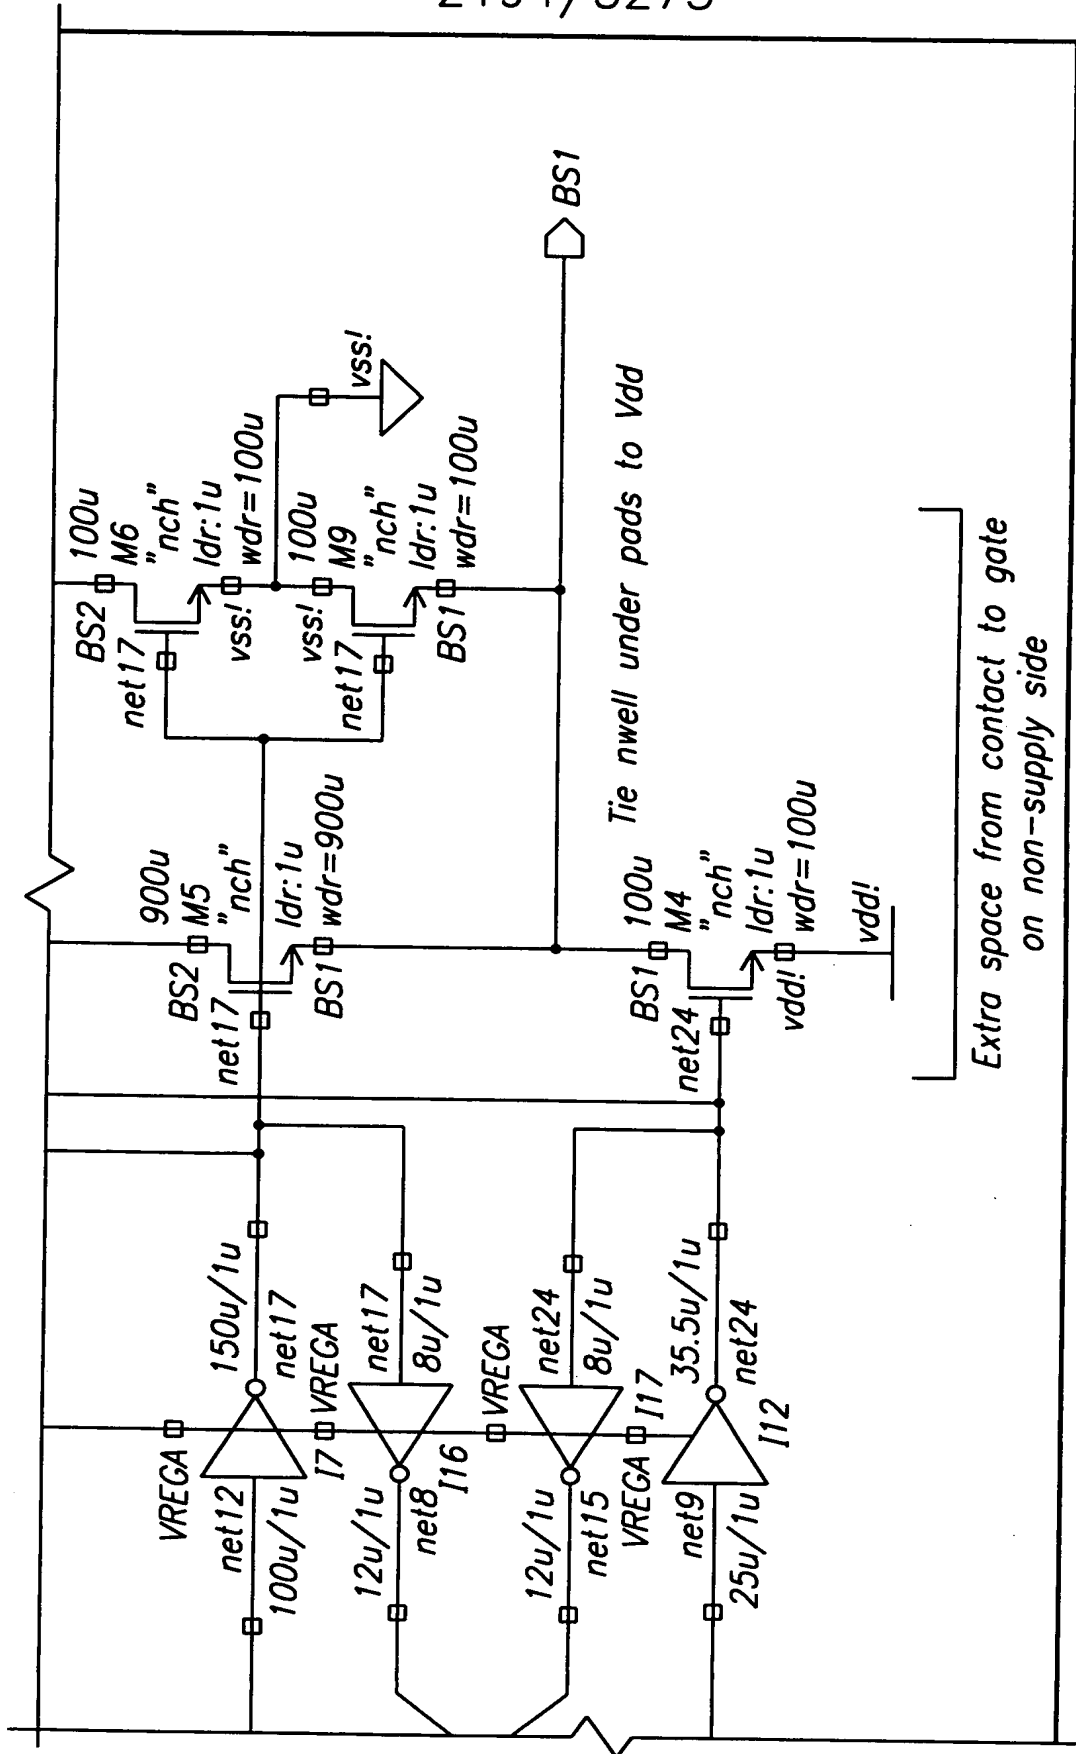 VREGA
net12
100u/1u
I7
VREGA
150u/1u
net17
12u/1u
net8
I16
net17
8u/1u
VREGA
12u/1u
net15
I17
net24
8u/1u
VREGA
net9
25u/1u
I12
35.5u/1u
net24
900u
M5
"nch"
ldr:1u
wdr=900u
BS2
net17
BS1
100u
M6
"nch"
ldr:1u
wdr=100u
BS2
net17
vss!
100u
M9
"nch"
ldr:1u
wdr=100u
vss!
net17
BS1
vss!
BS1
Tie nwell under pads to Vdd
100u
M4
"nch"
ldr:1u
wdr=100u
BS1
net24
vdd!
vdd!
Extra space from contact to gate
on non-supply side